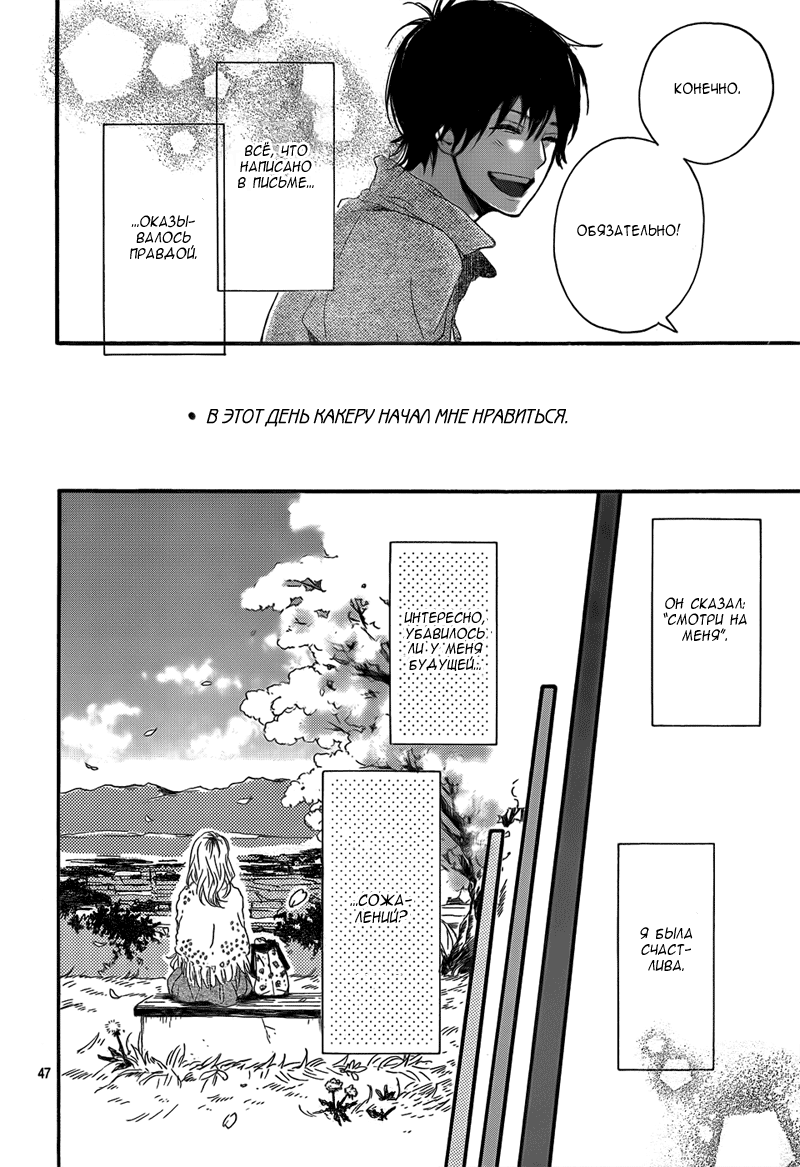 КОНЕЧНО.
ОБЯЗАТЕЛЬНО!
ВСЁ, ЧТО
НАПИСАНО
В ПИСЬМЕ...
...ОКАЗЫ-
ВАЛОСЬ
ПРАВДОЙ.
• В ЭТОТ ДЕНЬ КАКЕРУ НАЧАЛ МНЕ НРАВИТЬСЯ.
ОН СКАЗАЛ:
"СМОТРИ НА
МЕНЯ".
Я БЫЛА
СЧАСТ-
ЛИВА.
ИНТЕРЕСНО,
УБАВИЛОСЬ
ЛИ У МЕНЯ
БУДУЩЕЙ...
...СОЖА-
ЛЕНИЙ?
47